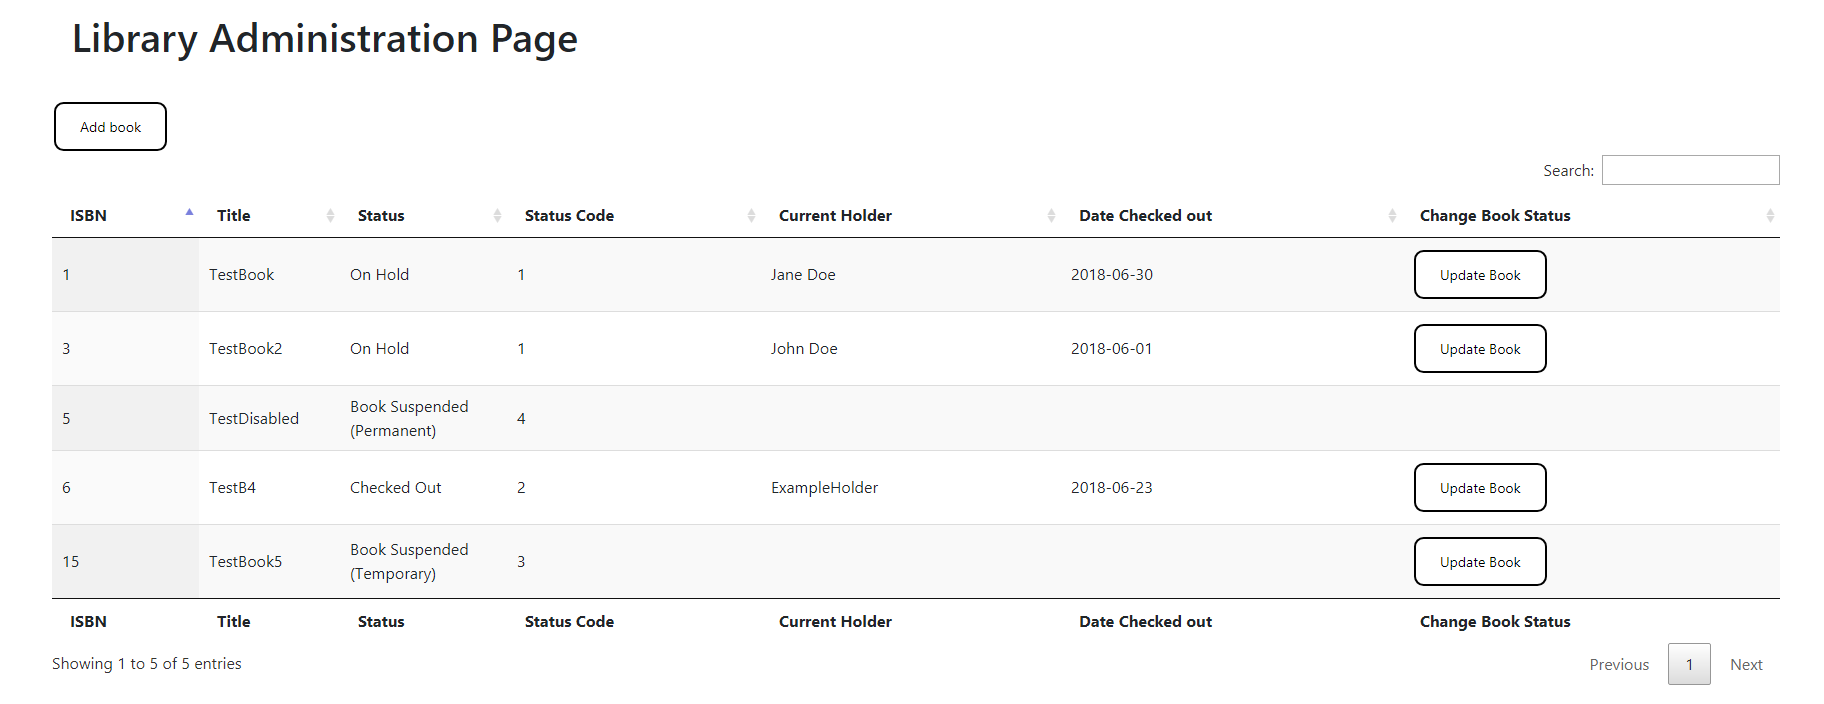 Library Administration Page
Add book
Search:
ISBN Title Status Status Code Current Holder Date Checked out Change Book Status
1 TestBook On Hold 1 Jane Doe 2018-06-30 Update Book
3 TestBook2 On Hold 1 John Doe 2018-06-01 Update Book
5 TestDisabled Book Suspended (Permanent) 4
6 TestB4 Checked Out 2 ExampleHolder 2018-06-23 Update Book
15 TestBook5 Book Suspended (Temporary) 3 Update Book
ISBN Title Status Status Code Current Holder Date Checked out Change Book Status
Showing 1 to 5 of 5 entries Previous 1 Next